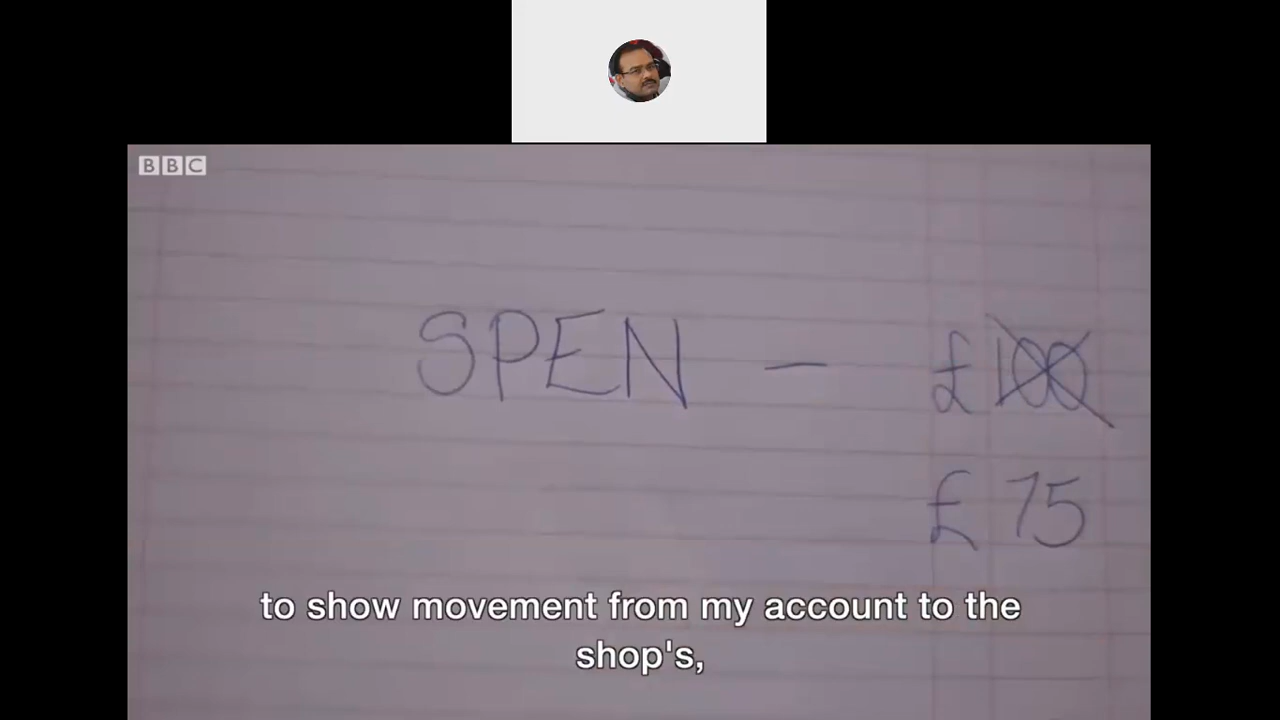 BBC
SPEN — £100
£75
to show movement from my account to the
shop's,